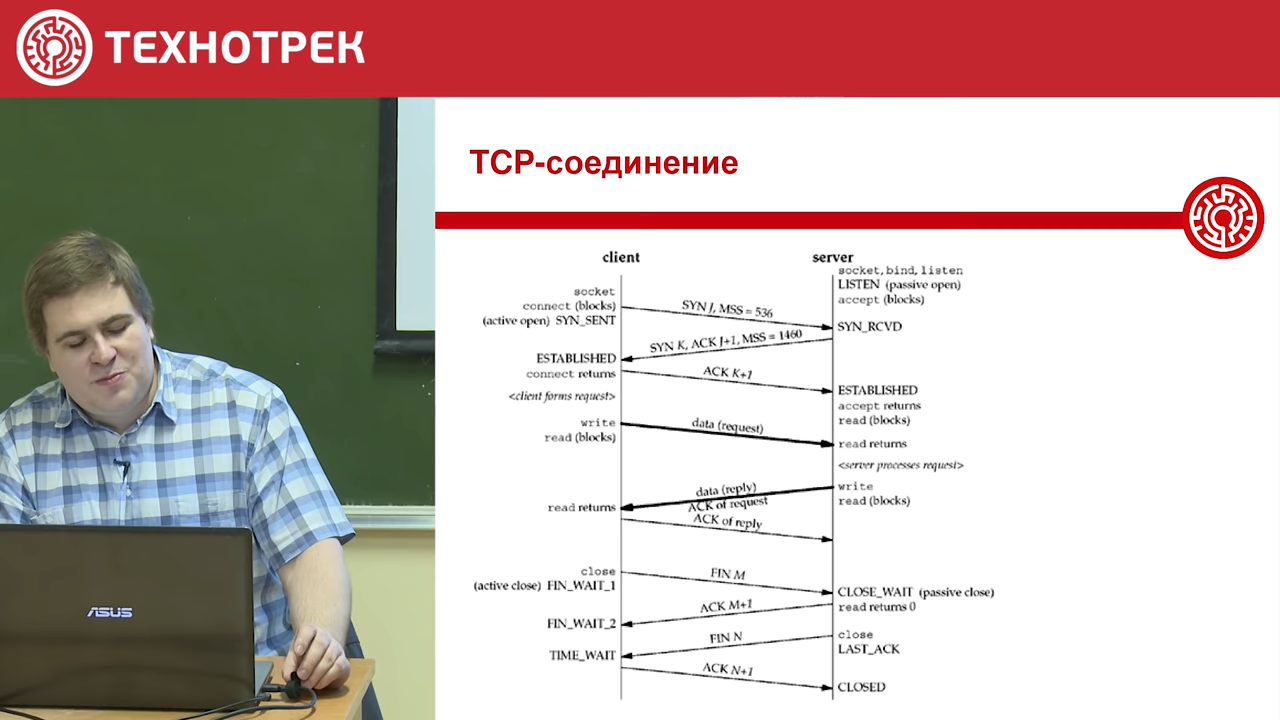 ТЕХНОТРЕК
TCP-соединение
client
server
socket, bind, listen
LISTEN (passive open)
accept (blocks)
socket
connect (blocks)
(active open) SYN_SENT
SYN J, MSS = 536
SYN_RCVD
SYN K, ACK J+1, MSS = 1460
ESTABLISHED
connect returns
ACK K+1
ESTABLISHED
accept returns
read (blocks)
<client forms request>
write
read (blocks)
data (request)
read returns
<server processes request>
write
read (blocks)
data (reply)
ACK of request
read returns
ACK of reply
close
(active close) FIN_WAIT_1
FIN M
CLOSE_WAIT (passive close)
read returns 0
ACK M+1
FIN_WAIT_2
close
LAST_ACK
FIN N
TIME_WAIT
ACK N+1
CLOSED
ASUS